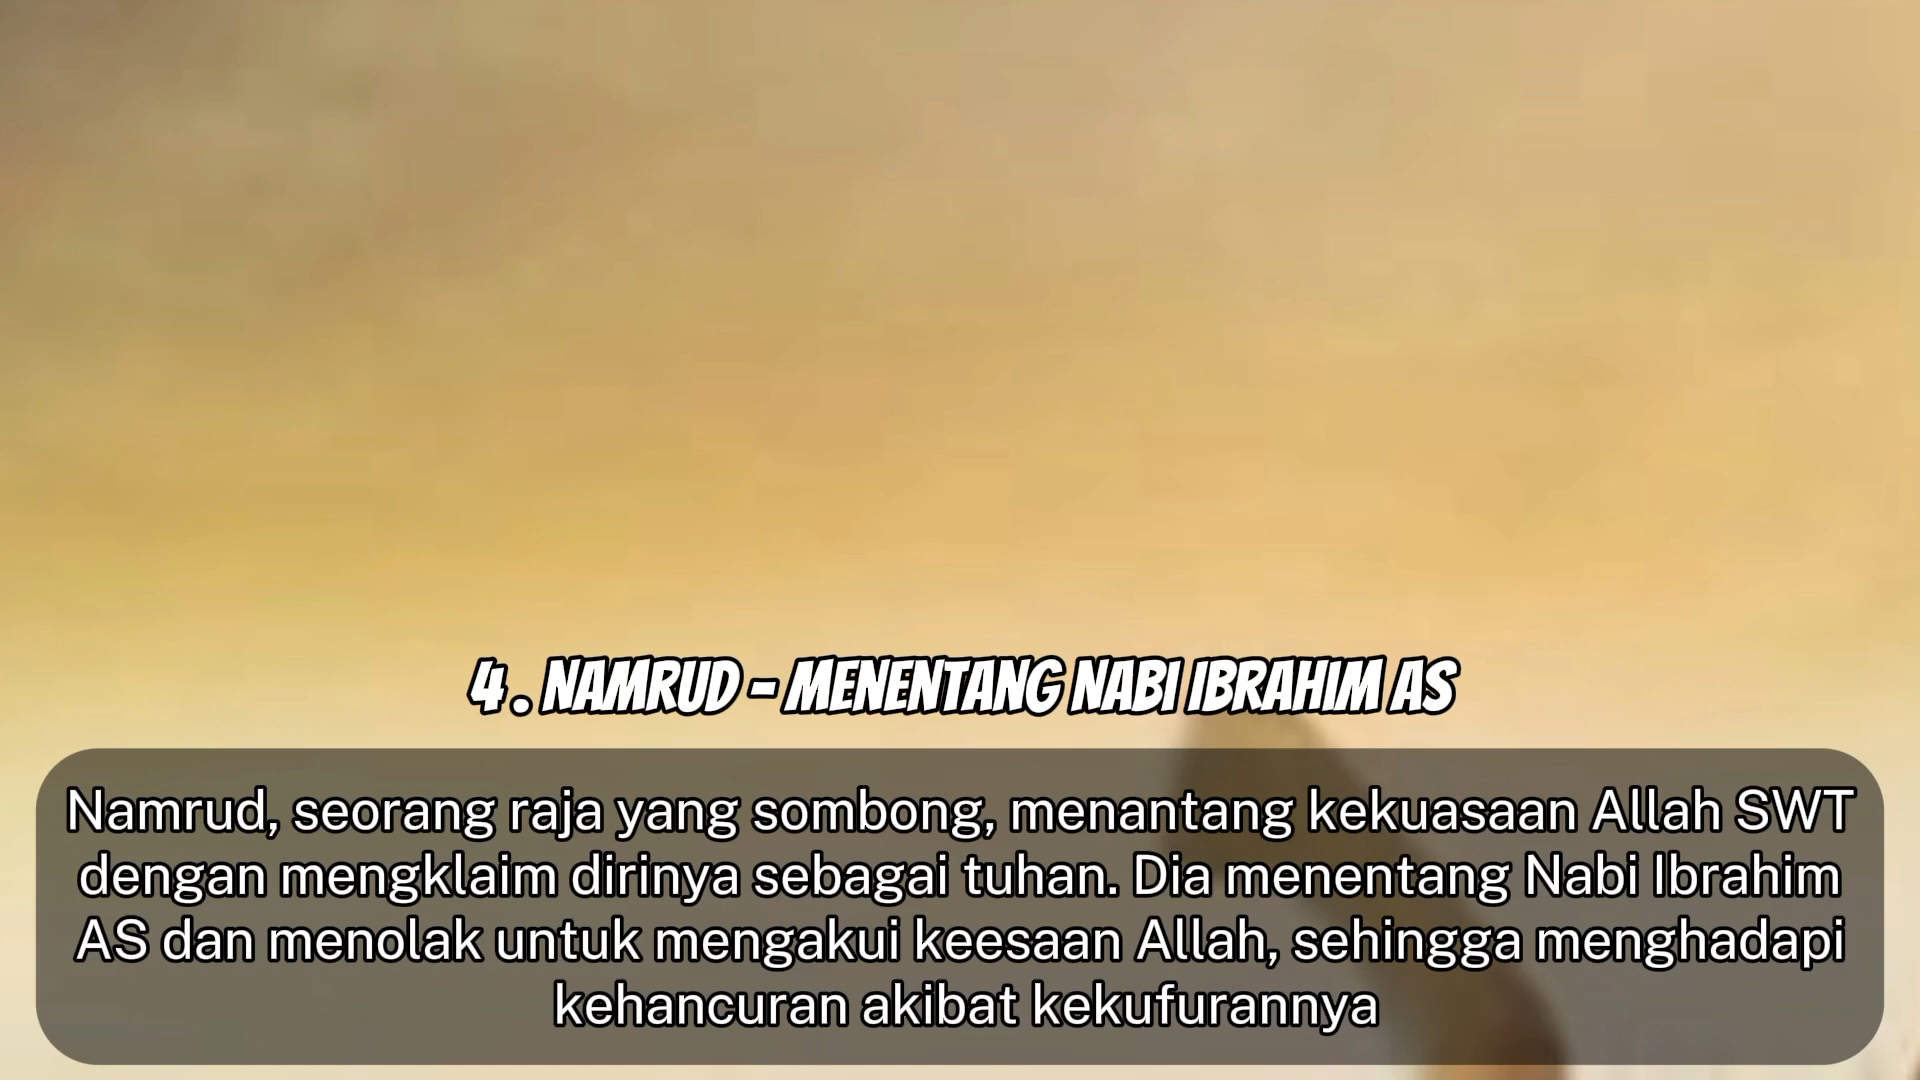 4 . NAMRUD - MENENTANG NABI IBRAHIM AS
Namrud, seorang raja yang sombong, menantang kekuasaan Allah SWT
dengan mengklaim dirinya sebagai tuhan. Dia menentang Nabi Ibrahim
AS dan menolak untuk mengakui keesaan Allah, sehingga menghadapi
kehancuran akibat kekufurannya